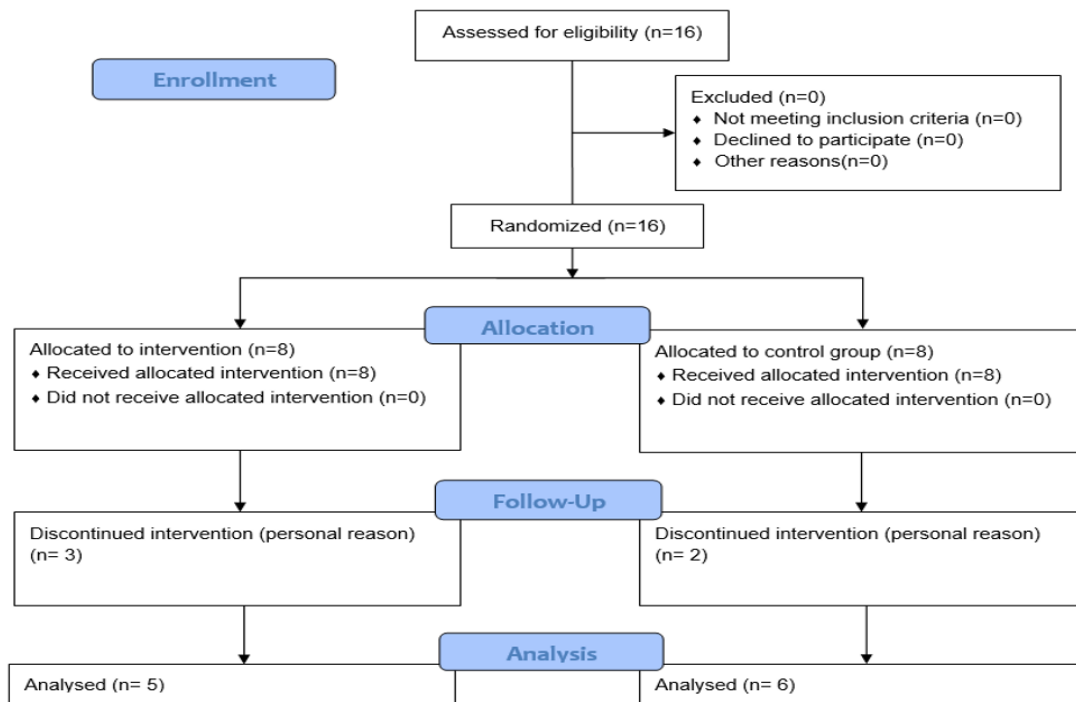 Assessed for eligibility (n=16)
Enrollment
Excluded (n=0)
♦ Not meeting inclusion criteria (n=0)
♦ Declined to participate (n=0)
♦ Other reasons(n=0)
Randomized (n=16)
Allocation
Allocated to intervention (n=8)
♦ Received allocated intervention (n=8)
♦ Did not receive allocated intervention (n=0)
Allocated to control group (n=8)
♦ Received allocated intervention (n=8)
♦ Did not receive allocated intervention (n=0)
Follow-Up
Discontinued intervention (personal reason)
(n= 3)
Discontinued intervention (personal reason)
(n= 2)
Analysis
Analysed (n= 5)
Analysed (n= 6)